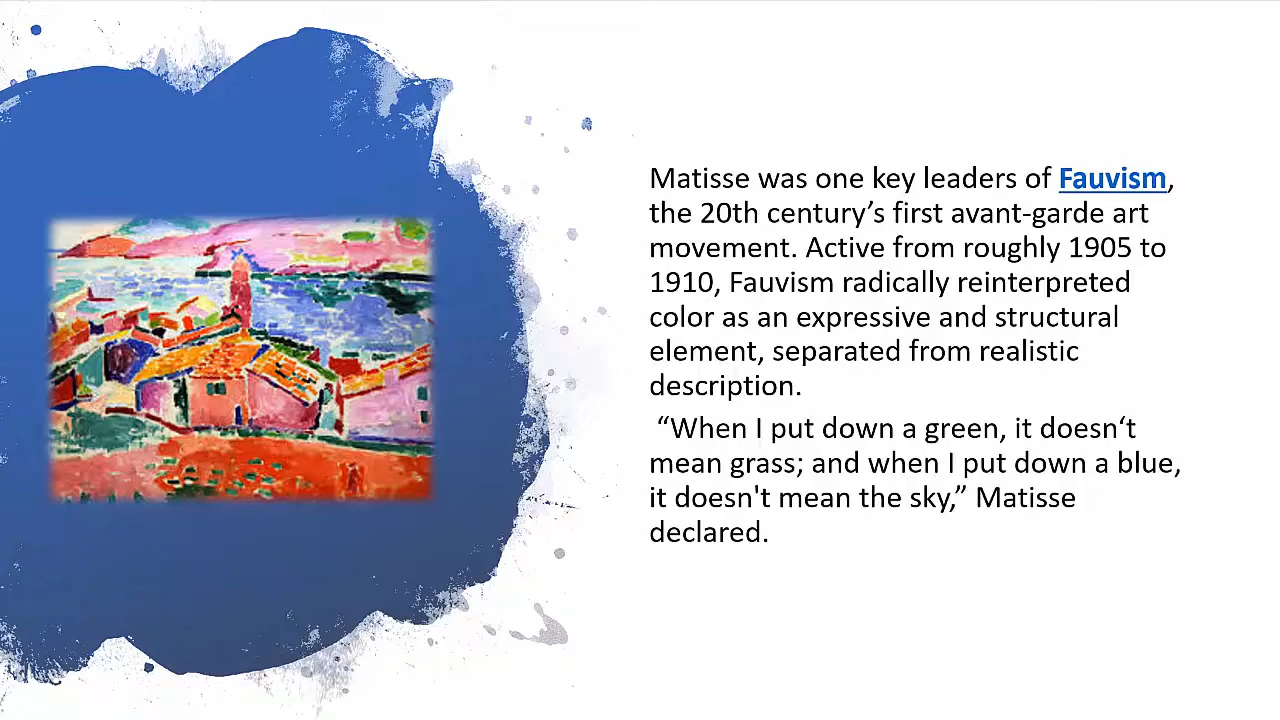 Matisse was one key leaders of Fauvism,
the 20th century’s first avant-garde art
movement. Active from roughly 1905 to
1910, Fauvism radically reinterpreted
color as an expressive and structural
element, separated from realistic
description.
“When I put down a green, it doesn‘t
mean grass; and when I put down a blue,
it doesn't mean the sky,” Matisse
declared.